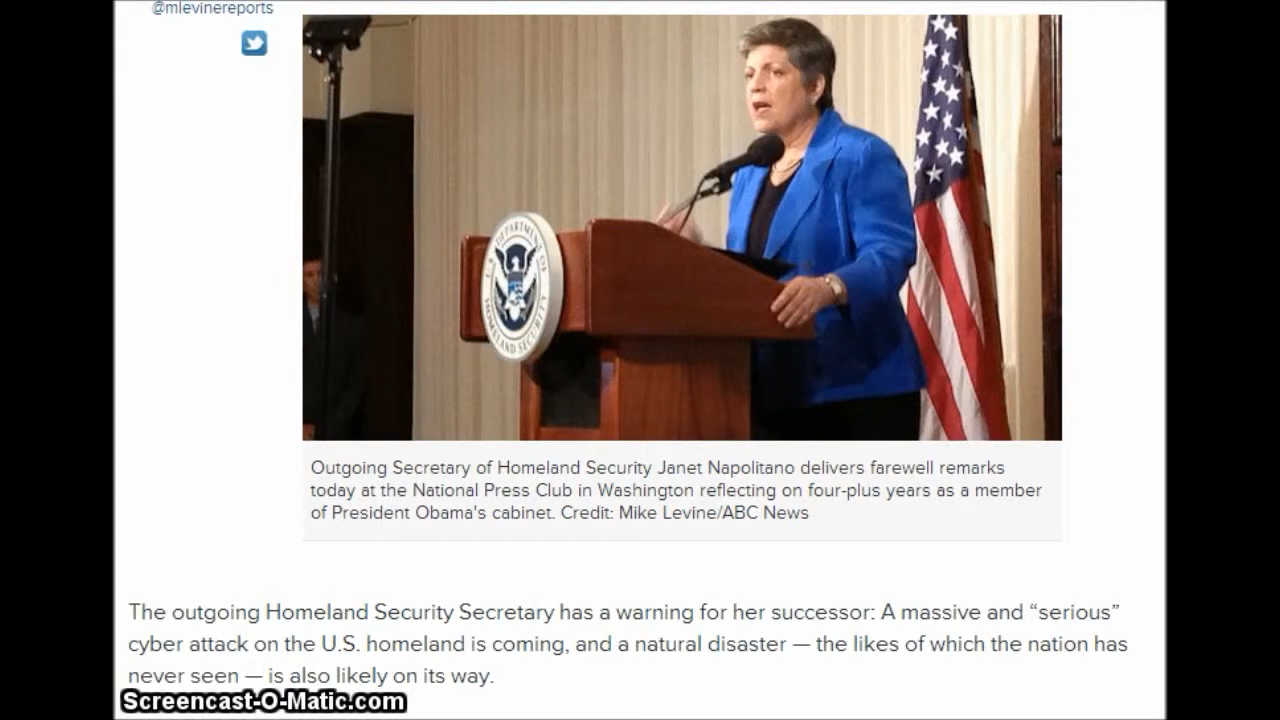 @mlevinereports
U.S. DEPARTMENT OF
HOMELAND SECURITY
Outgoing Secretary of Homeland Security Janet Napolitano delivers farewell remarks
today at the National Press Club in Washington reflecting on four-plus years as a member
of President Obama's cabinet. Credit: Mike Levine/ABC News
The outgoing Homeland Security Secretary has a warning for her successor: A massive and “serious”
cyber attack on the U.S. homeland is coming, and a natural disaster — the likes of which the nation has
never seen — is also likely on its way.
Screencast-O-Matic.com